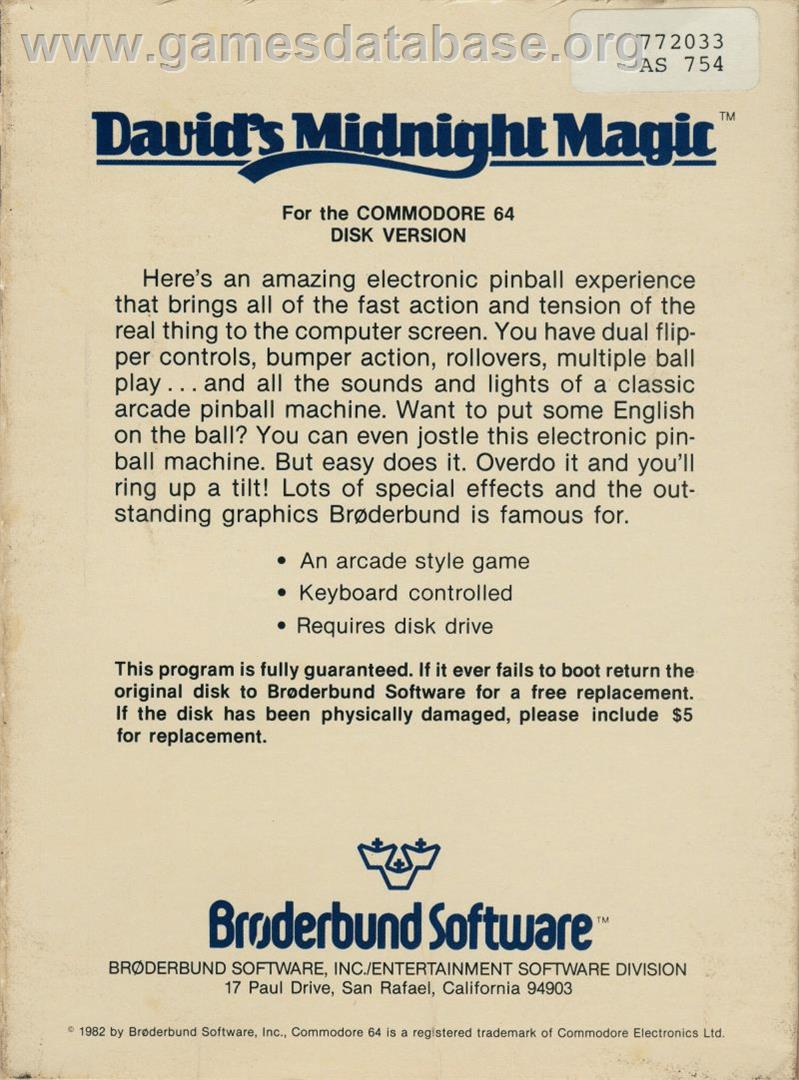 www.gamesdatabase.org
772033
AS 754
David's Midnight Magic™
For the COMMODORE 64
DISK VERSION
Here's an amazing electronic pinball experience
that brings all of the fast action and tension of the
real thing to the computer screen. You have dual flip-
per controls, bumper action, rollovers, multiple ball
play . . . and all the sounds and lights of a classic
arcade pinball machine. Want to put some English
on the ball? You can even jostle this electronic pin-
ball machine. But easy does it. Overdo it and you'll
ring up a tilt! Lots of special effects and the out-
standing graphics Brøderbund is famous for.
• An arcade style game
• Keyboard controlled
• Requires disk drive
This program is fully guaranteed. If it ever fails to boot return the
original disk to Brøderbund Software for a free replacement.
If the disk has been physically damaged, please include $5
for replacement.
Brøderbund Software™
BRØDERBUND SOFTWARE, INC./ENTERTAINMENT SOFTWARE DIVISION
17 Paul Drive, San Rafael, California 94903
© 1982 by Brøderbund Software, Inc., Commodore 64 is a registered trademark of Commodore Electronics Ltd.